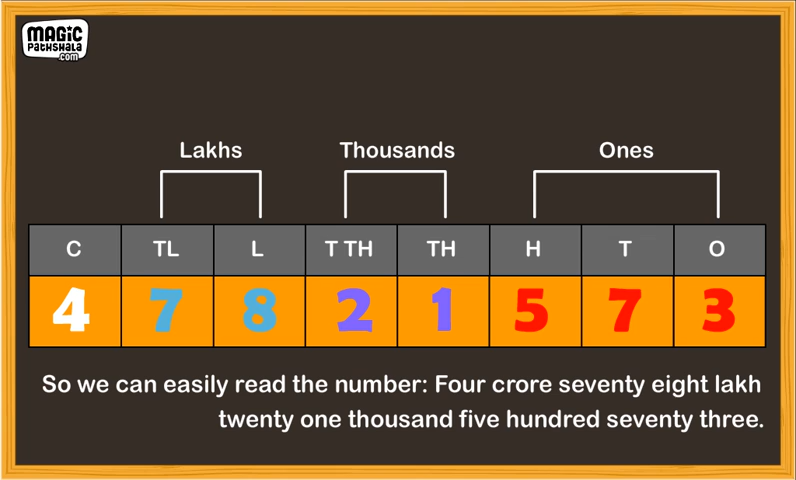 MAGIC
PATHSHALA
.COM
Lakhs Thousands Ones
C TL L T TH TH H T O
4 7 8 2 1 5 7 3
So we can easily read the number: Four crore seventy eight lakh
twenty one thousand five hundred seventy three.